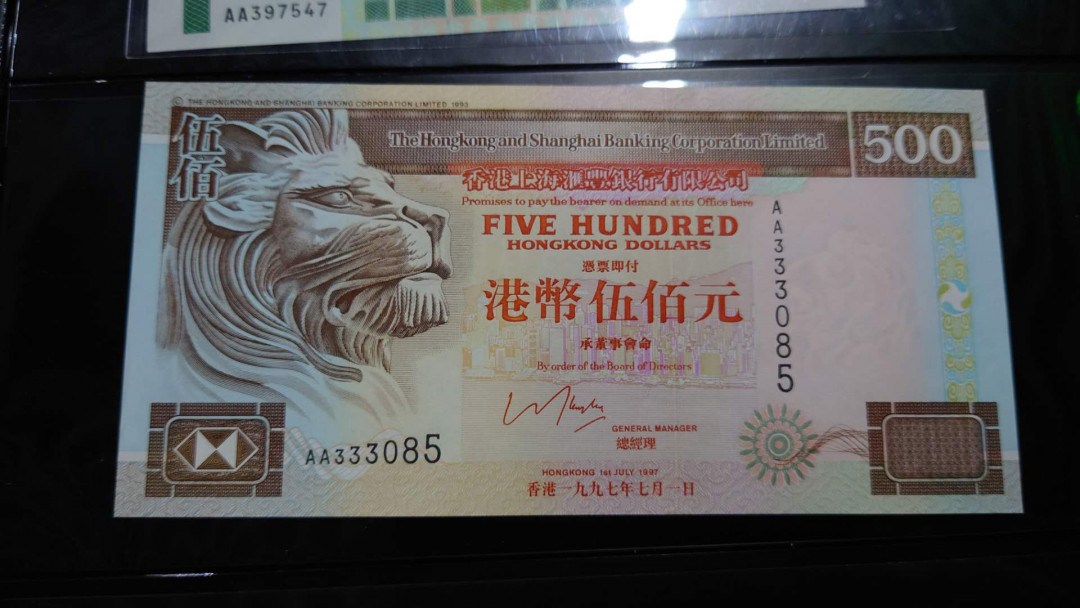 AA397547
© THE HONGKONG AND SHANGHAI BANKING CORPORATION LIMITED 1993
伍佰
The Hongkong and Shanghai Banking Corporation Limited
500
香港上海滙豐銀行有限公司
Promises to pay the bearer on demand at its Office here
FIVE HUNDRED
HONGKONG DOLLARS
憑票即付
港幣伍佰元
承董事會命
By order of the Board of Directors
AA333085
GENERAL MANAGER
總經理
AA333085
HONGKONG 1st JULY 1997
香港一九九七年七月一日